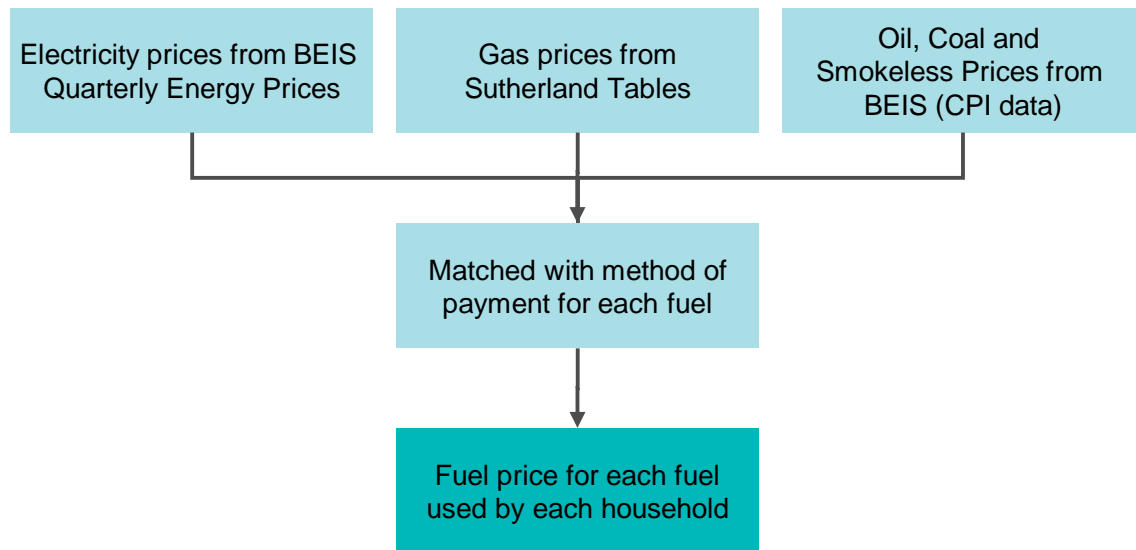 Electricity prices from BEIS
Quarterly Energy Prices
Gas prices from
Sutherland Tables
Oil, Coal and
Smokeless Prices from
BEIS (CPI data)
Matched with method of
payment for each fuel
Fuel price for each fuel
used by each household